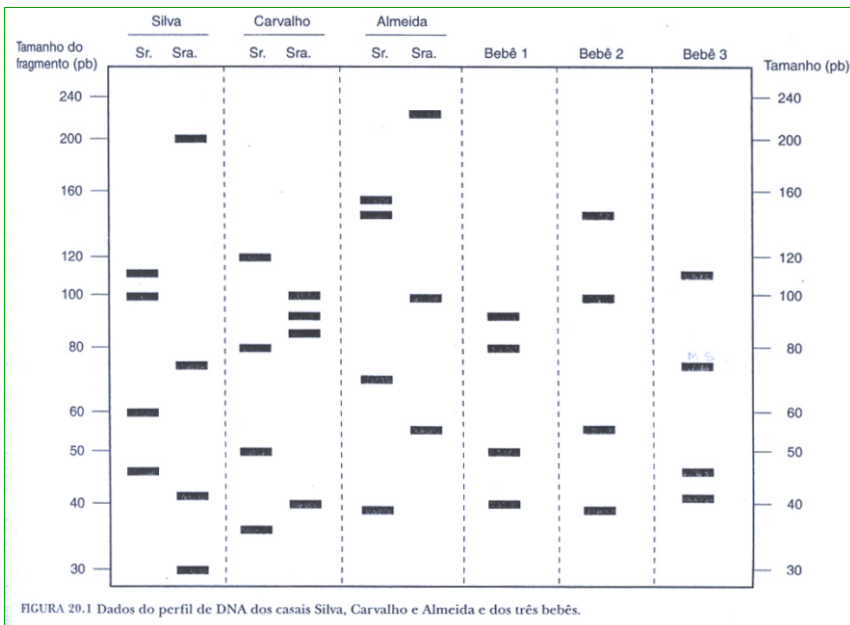 Silva Carvalho Almeida
Tamanho do
fragmento (pb)
Sr. Sra. Sr. Sra. Sr. Sra. Bebê 1 Bebê 2 Bebê 3 Tamanho (pb)
240 240
200 200
160 160
120 120
100 100
80 80
M S
60 60
50 50
40 40
30 30
FIGURA 20.1 Dados do perfil de DNA dos casais Silva, Carvalho e Almeida e dos três bebês.